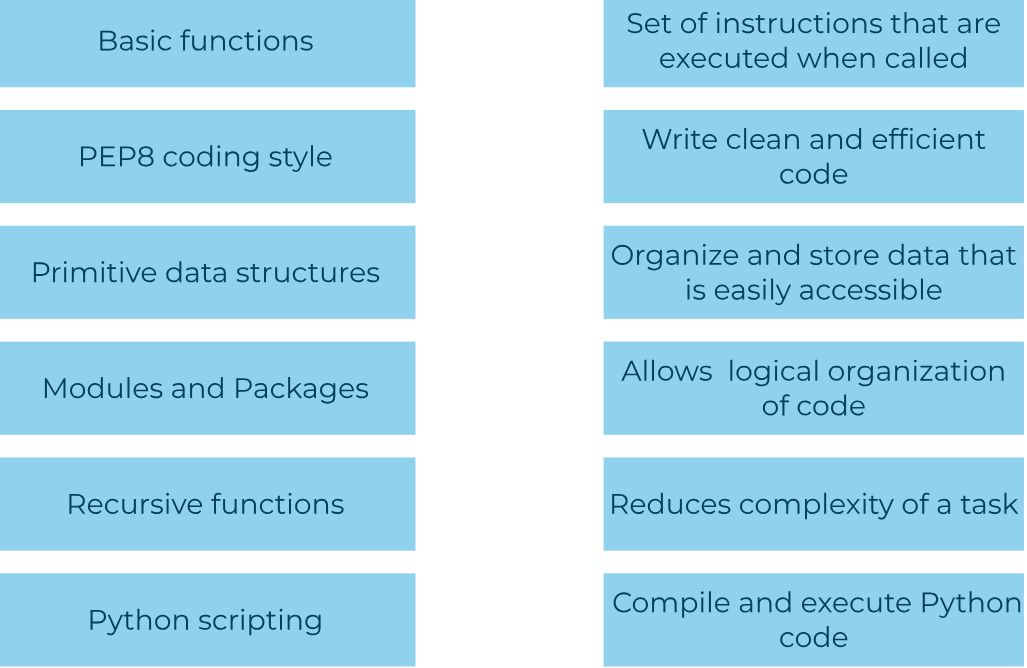 Basic functions
Set of instructions that are
executed when called
PEP8 coding style
Write clean and efficient
code
Primitive data structures
Organize and store data that
is easily accessible
Modules and Packages
Allows  logical organization
of code
Recursive functions
Reduces complexity of a task
Python scripting
Compile and execute Python
code